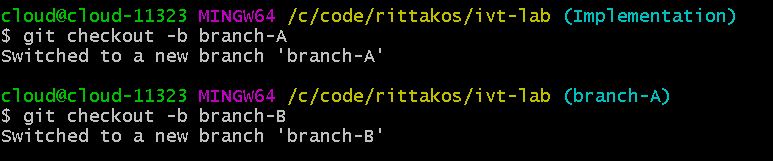 cloud@cloud-11323 MINGW64 /c/code/rittakos/ivt-lab (Implementation)
$ git checkout -b branch-A
Switched to a new branch 'branch-A'
cloud@cloud-11323 MINGW64 /c/code/rittakos/ivt-lab (branch-A)
$ git checkout -b branch-B
Switched to a new branch 'branch-B'